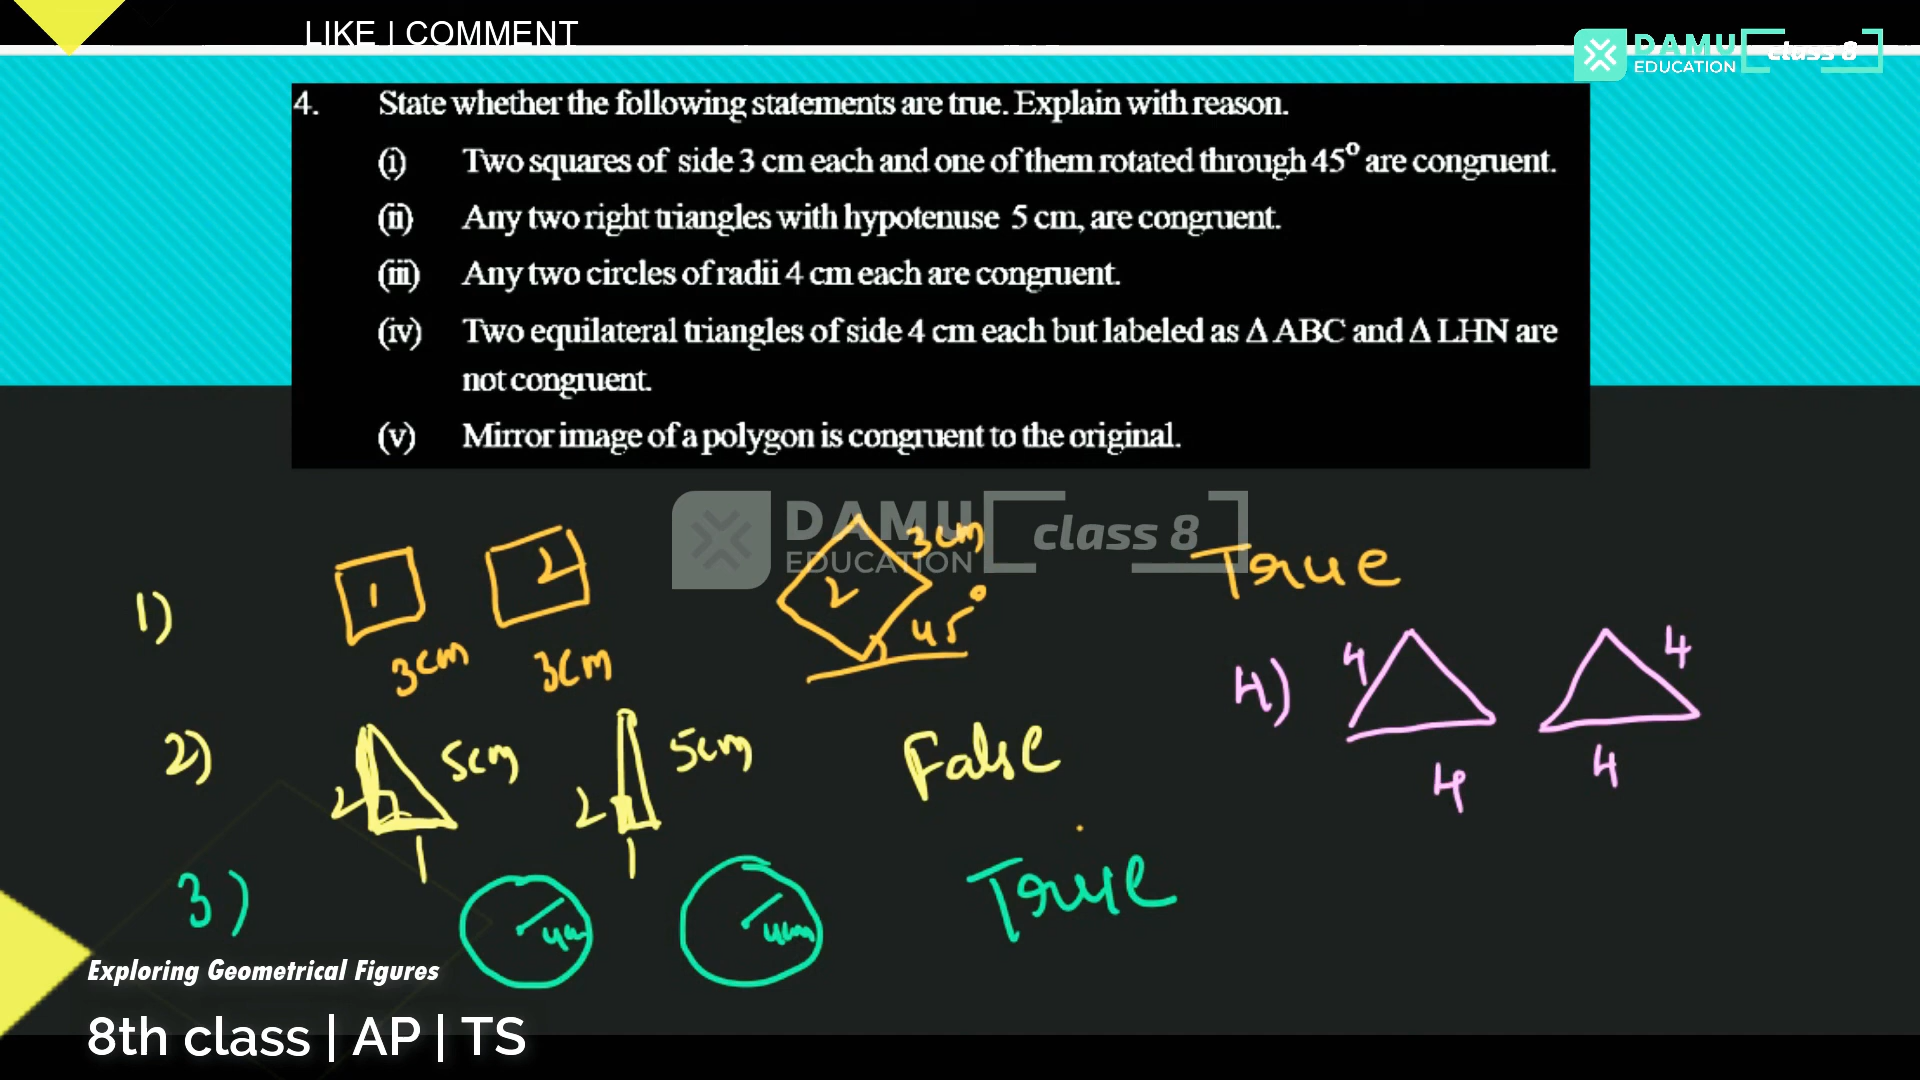 LIKE | COMMENT
DAMU
EDUCATION
class 8
4. State whether the following statements are true. Explain with reason.
(i) Two squares of side 3 cm each and one of them rotated through 45° are congruent.
(ii) Any two right triangles with hypotenuse 5 cm, are congruent.
(iii) Any two circles of radii 4 cm each are congruent.
(iv) Two equilateral triangles of side 4 cm each but labeled as Δ ABC and Δ LHN are
not congruent.
(v) Mirror image of a polygon is congruent to the original.
DAMU
EDUCATION
class 8
1) 1 2 2 3cm 45° True
3cm 3cm
2) 2 5cm 1 2 5cm 1 False
4) 4 4 4 4
3) 4cm 4cm True
Exploring Geometrical Figures
8th class | AP | TS